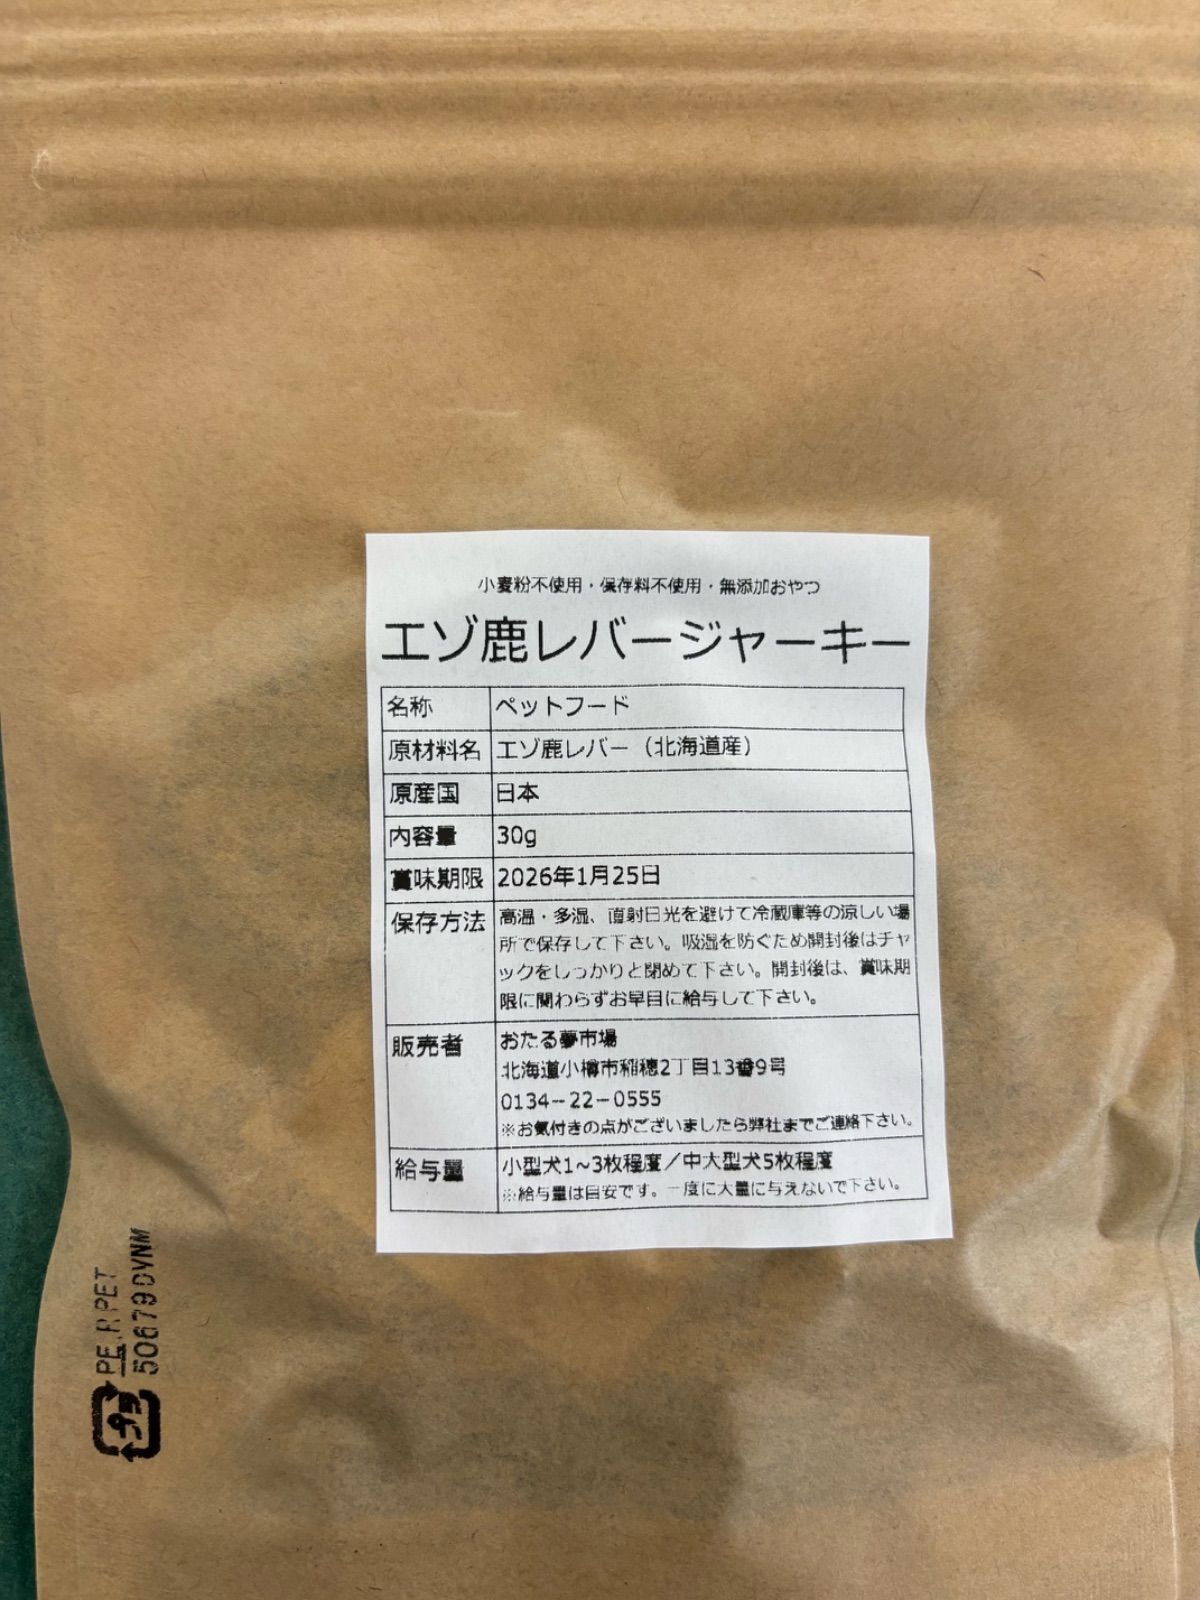 小麦粉不使用・保存料不使用・無添加おやつ
エゾ鹿レバージャーキー
名称 ペットフード
原材料名 エゾ鹿レバー（北海道産）
原産国 日本
内容量 30g
賞味期限 2026年1月25日
保存方法 高温・多湿、直射日光を避けて冷蔵庫等の涼しい場
所で保存して下さい。吸湿を防ぐため開封後はチャ
ックをしっかりと閉めて下さい。開封後は、賞味期
限に関わらずお早目に給与して下さい。
販売者 おたる夢市場
北海道小樽市稲穂2丁目13番9号
0134−22−0555
※お気付きの点がございましたら弊社までご連絡下さい。
給与量 小型犬1~3枚程度／中大型犬5枚程度
※給与量は目安です。一度に大量に与えないで下さい。
プラ
PE,P,PET
50679DVNM